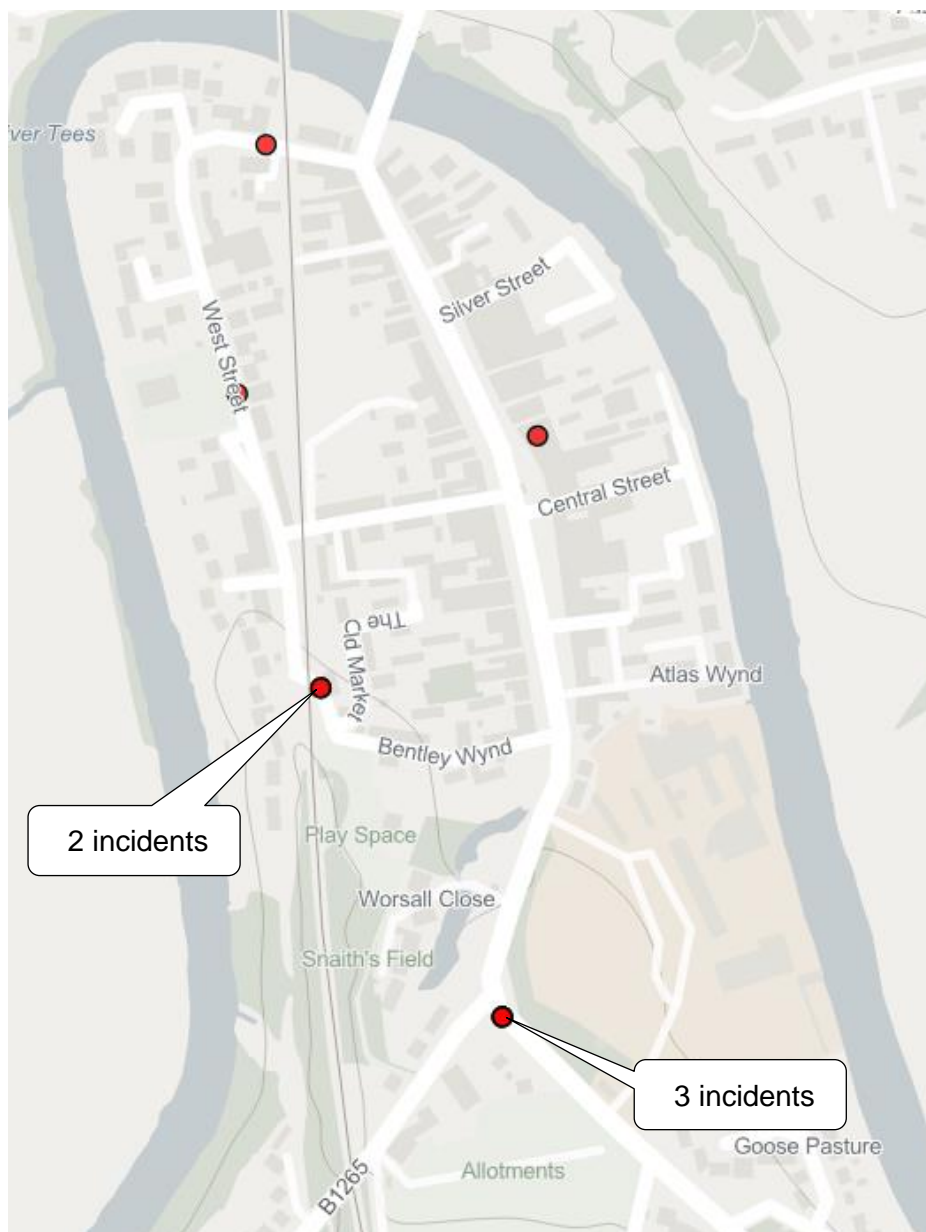 iver Tees
Silver Street
West Street
Central Street
The
Old Market
Atlas Wynd
Bentley Wynd
2 incidents
Play Space
Worsall Close
Snaith's Field
3 incidents
Goose Pasture
Allotments
B1265